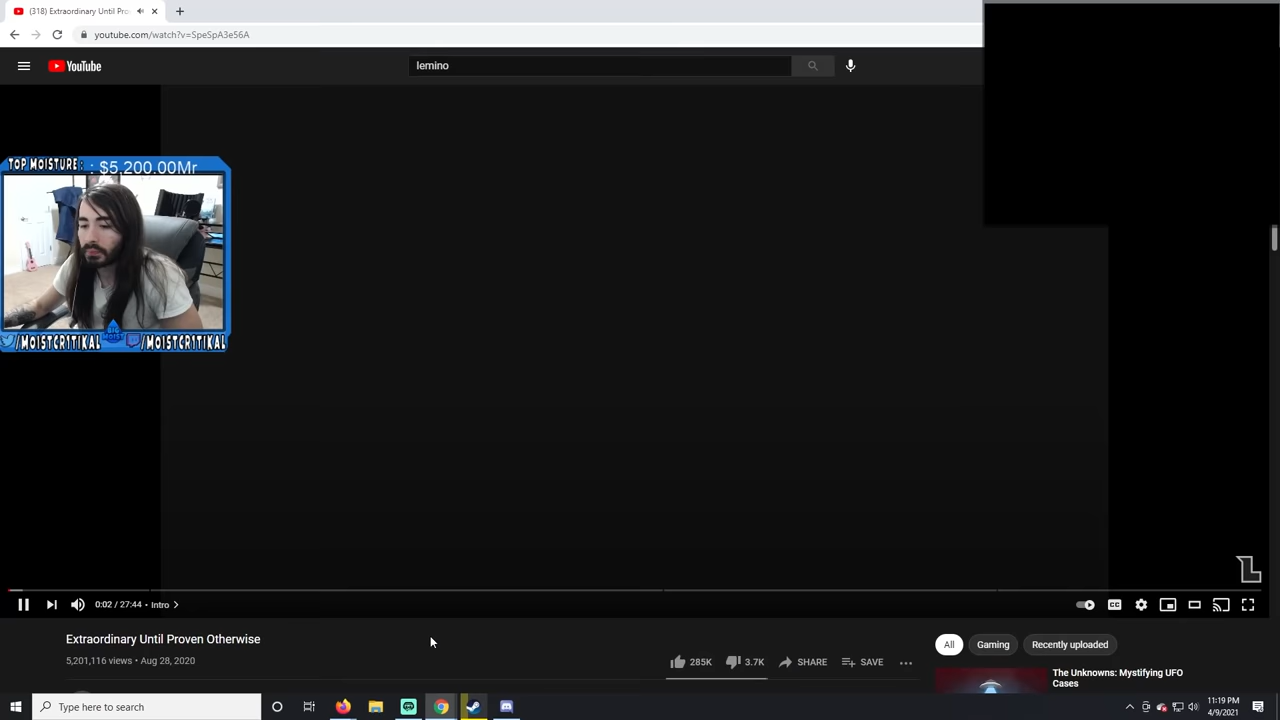 (318) Extraordinary Until Pro
youtube.com/watch?v=SpeSpA3e56A
YouTube
lemino
TOP MOISTURE : : $5,200.00Mr
BIG MOIST
/MOISTCR1TIKAL /MOISTCR1TIKAL
0:02 / 27:44 • Intro
CC
Extraordinary Until Proven Otherwise
5,201,116 views • Aug 28, 2020
285K 3.7K SHARE SAVE
All Gaming Recently uploaded
The Unknowns: Mystifying UFO
Cases
Type here to search
11:19 PM
4/9/2021